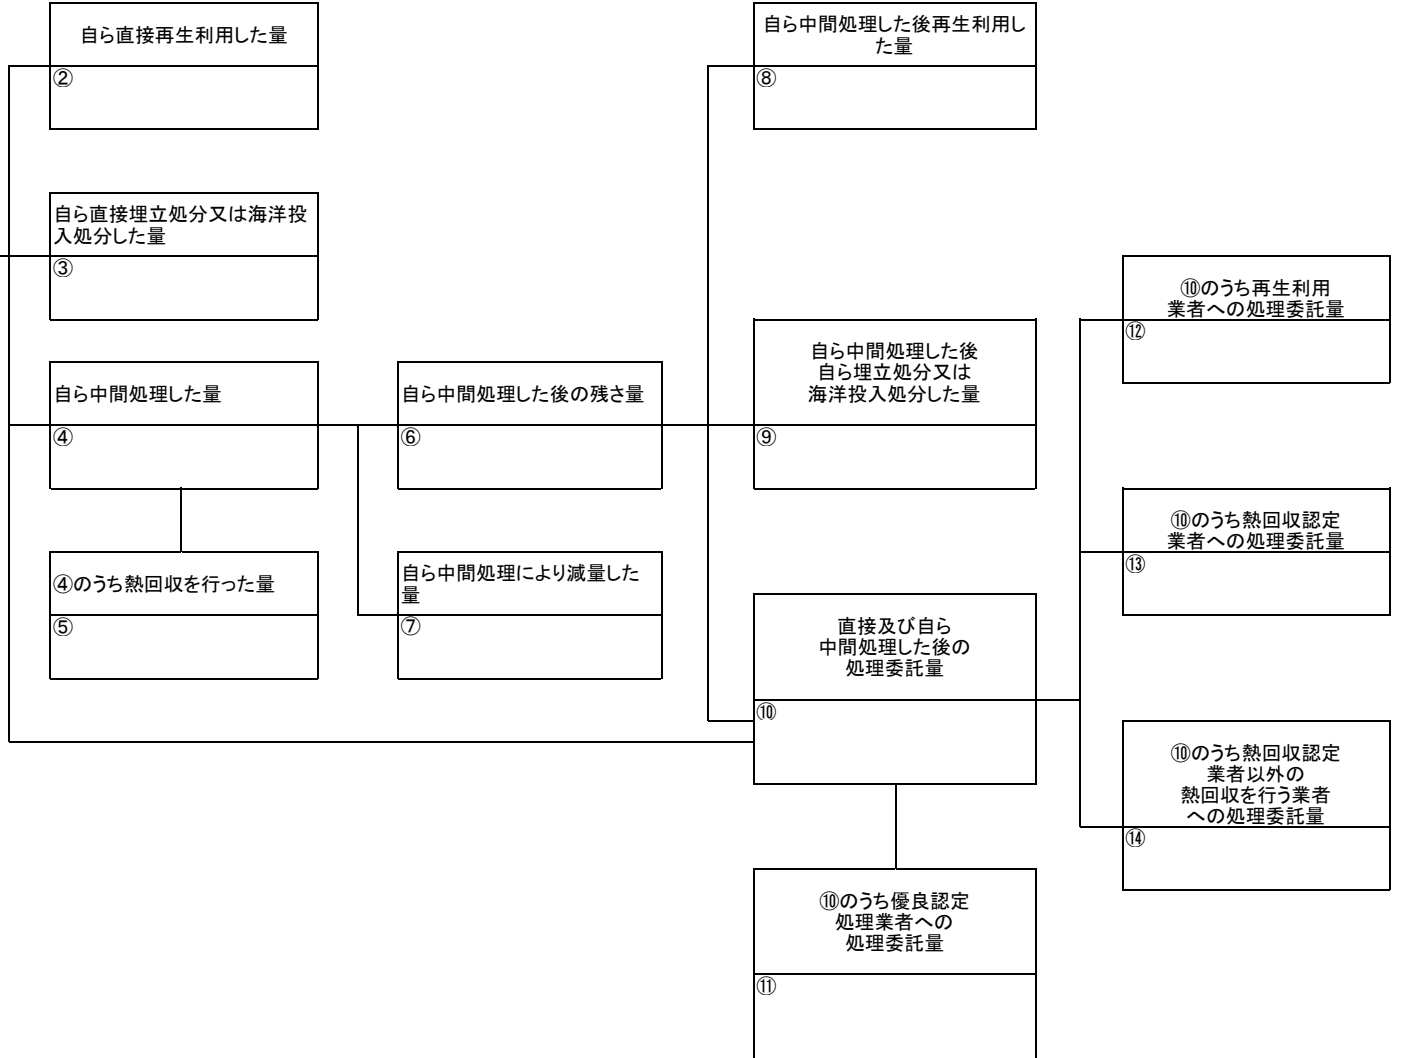 自ら直接再生利用した量
②
自ら中間処理した後再生利用し
た量
⑧
自ら直接埋立処分又は海洋投
入処分した量
③
⑩のうち再生利用
業者への処理委託量
⑫
自ら中間処理した量
④
自ら中間処理した後の残さ量
⑥
自ら中間処理した後
自ら埋立処分又は
海洋投入処分した量
⑨
⑩のうち熱回収認定
業者への処理委託量
⑬
④のうち熱回収を行った量
⑤
自ら中間処理により減量した
量
⑦
直接及び自ら
中間処理した後の
処理委託量
⑩
⑩のうち熱回収認定
業者以外の
熱回収を行う業者
への処理委託量
⑭
⑩のうち優良認定
処理業者への
処理委託量
⑪